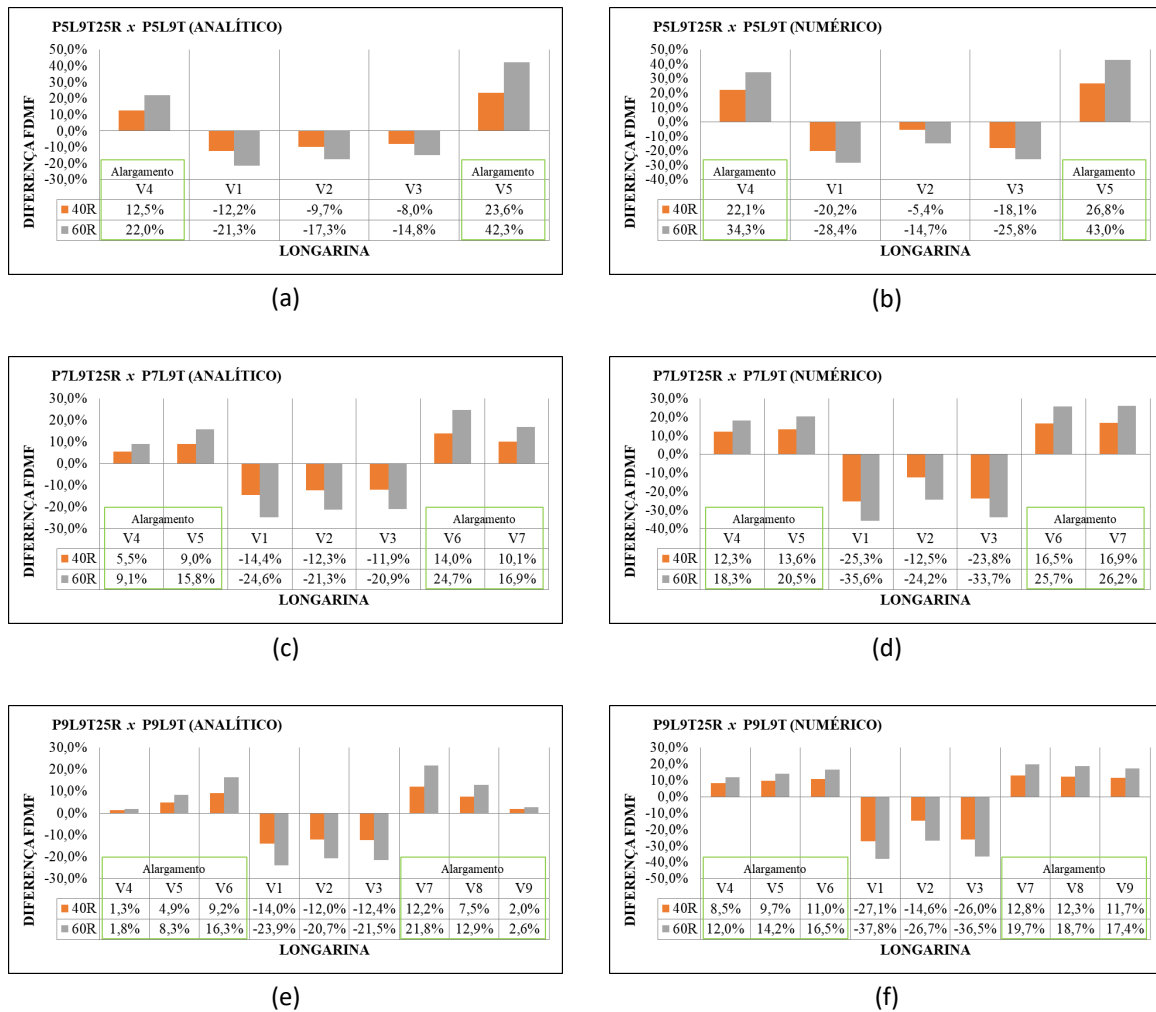 P5L9T25R x P5L9T (ANALÍTICO)
50,0%
40,0%
30,0%
20,0%
10,0%
0,0%
-10,0%
-20,0%
-30,0%
DIFERENÇA FDMF
Alargamento Alargamento
V4 V1 V2 V3 V5
40R 12,5% -12,2% -9,7% -8,0% 23,6%
60R 22,0% -21,3% -17,3% -14,8% 42,3%
LONGARINA
(a)
P5L9T25R x P5L9T (NUMÉRICO)
50,0%
40,0%
30,0%
20,0%
10,0%
0,0%
-10,0%
-20,0%
-30,0%
-40,0%
DIFERENÇA FDMF
Alargamento Alargamento
V4 V1 V2 V3 V5
40R 22,1% -20,2% -5,4% -18,1% 26,8%
60R 34,3% -28,4% -14,7% -25,8% 43,0%
LONGARINA
(b)
P7L9T25R x P7L9T (ANALÍTICO)
30,0%
20,0%
10,0%
0,0%
-10,0%
-20,0%
-30,0%
DIFERENÇA FDMF
Alargamento Alargamento
V4 V5 V1 V2 V3 V6 V7
40R 5,5% 9,0% -14,4% -12,3% -11,9% 14,0% 10,1%
60R 9,1% 15,8% -24,6% -21,3% -20,9% 24,7% 16,9%
LONGARINA
(c)
P7L9T25R x P7L9T (NUMÉRICO)
30,0%
20,0%
10,0%
0,0%
-10,0%
-20,0%
-30,0%
-40,0%
DIFERENÇA FDMF
Alargamento Alargamento
V4 V5 V1 V2 V3 V6 V7
40R 12,3% 13,6% -25,3% -12,5% -23,8% 16,5% 16,9%
60R 18,3% 20,5% -35,6% -24,2% -33,7% 25,7% 26,2%
LONGARINA
(d)
P9L9T25R x P9L9T (ANALÍTICO)
30,0%
20,0%
10,0%
0,0%
-10,0%
-20,0%
-30,0%
DIFERENÇA FDMF
Alargamento Alargamento
V4 V5 V6 V1 V2 V3 V7 V8 V9
40R 1,3% 4,9% 9,2% -14,0% -12,0% -12,4% 12,2% 7,5% 2,0%
60R 1,8% 8,3% 16,3% -23,9% -20,7% -21,5% 21,8% 12,9% 2,6%
LONGARINA
(e)
P9L9T25R x P9L9T (NUMÉRICO)
30,0%
20,0%
10,0%
0,0%
-10,0%
-20,0%
-30,0%
-40,0%
-50,0%
DIFERENÇA FDMF
Alargamento Alargamento
V4 V5 V6 V1 V2 V3 V7 V8 V9
40R 8,5% 9,7% 11,0% -27,1% -14,6% -26,0% 12,8% 12,3% 11,7%
60R 12,0% 14,2% 16,5% -37,8% -26,7% -36,5% 19,7% 18,7% 17,4%
LONGARINA
(f)